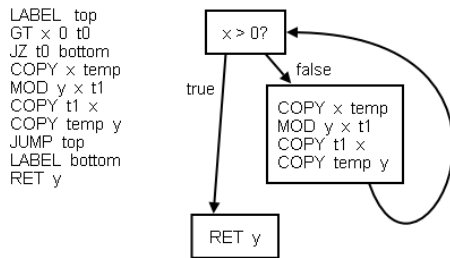 LABEL top
GT x 0 t0
JZ t0 bottom
COPY x temp
MOD y x t1
COPY t1 x
COPY temp y
JUMP top
LABEL bottom
RET y
x > 0?
true
false
COPY x temp
MOD y x t1
COPY t1 x
COPY temp y
RET y